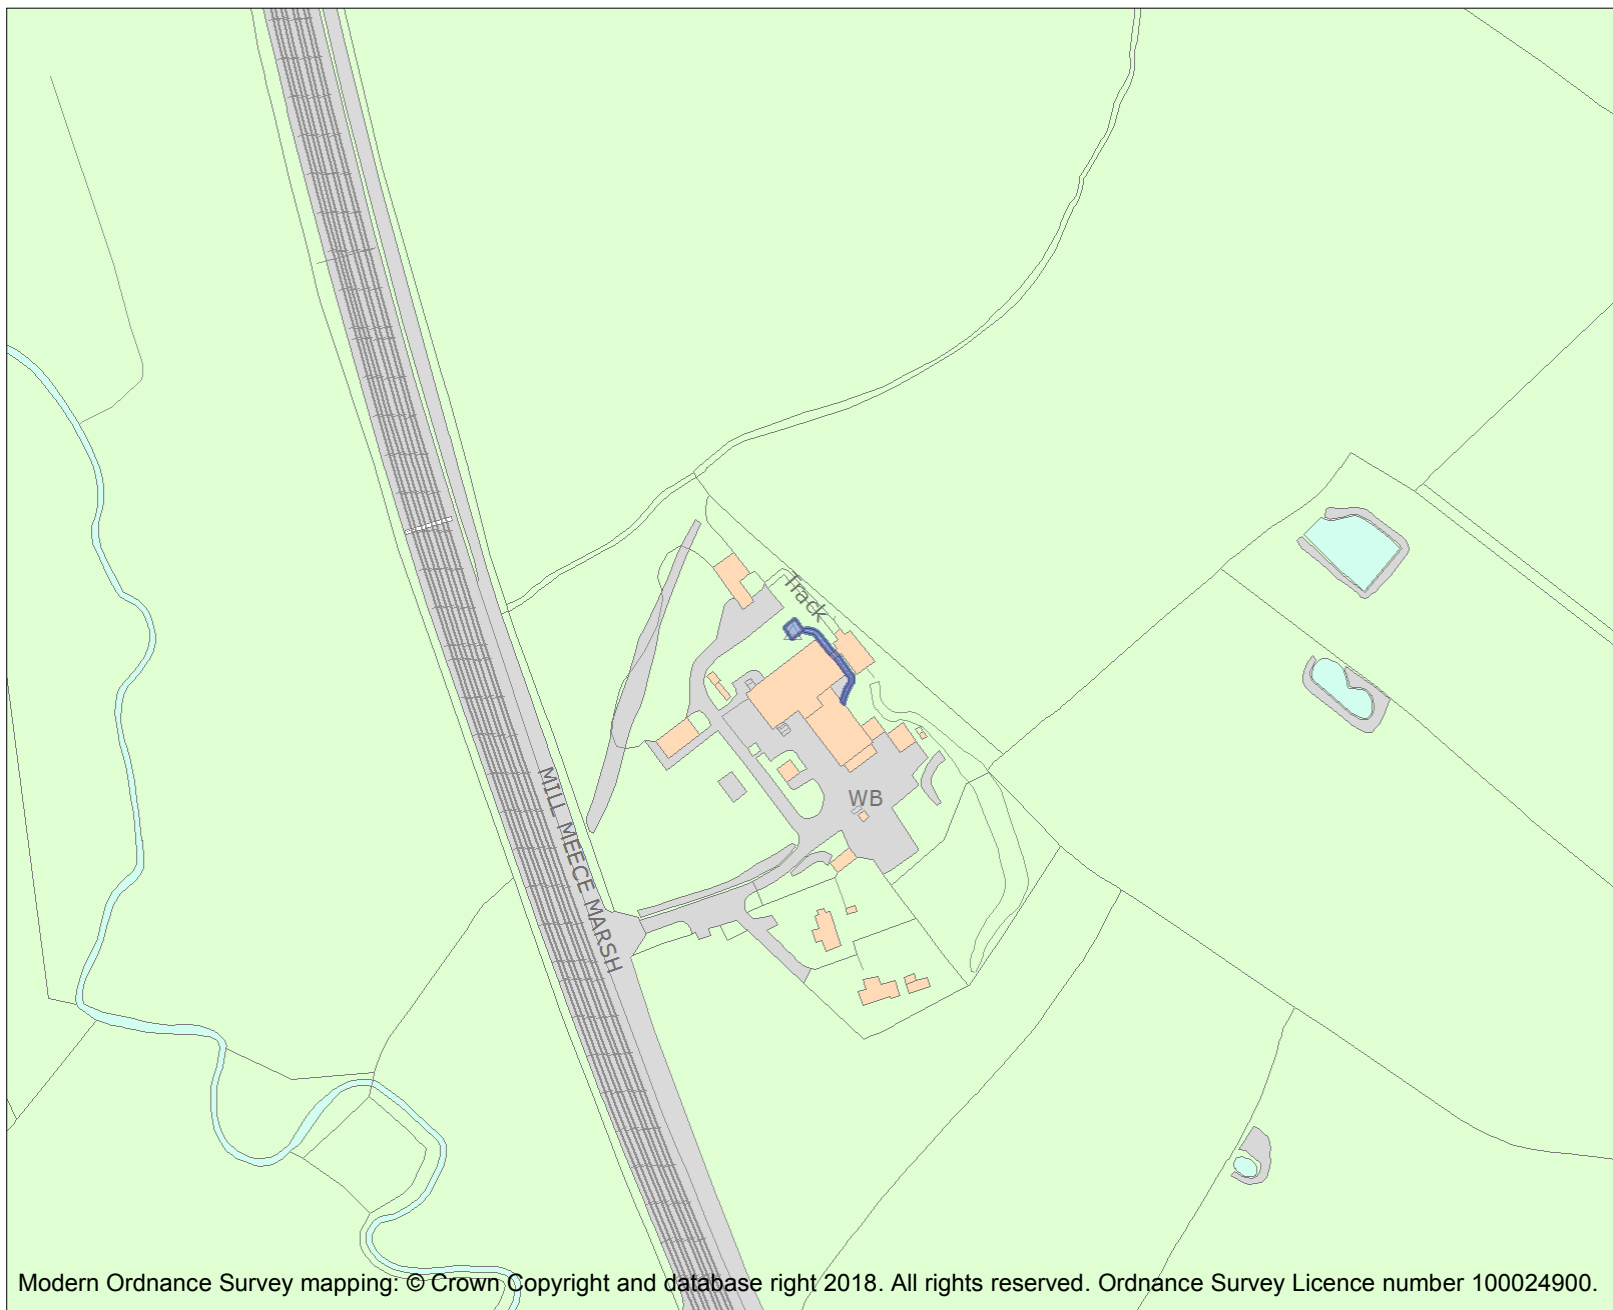 Track
WB
MILL MEECE MARSH
Modern Ordnance Survey mapping: © Crown Copyright and database right 2018. All rights reserved. Ordnance Survey Licence number 100024900.